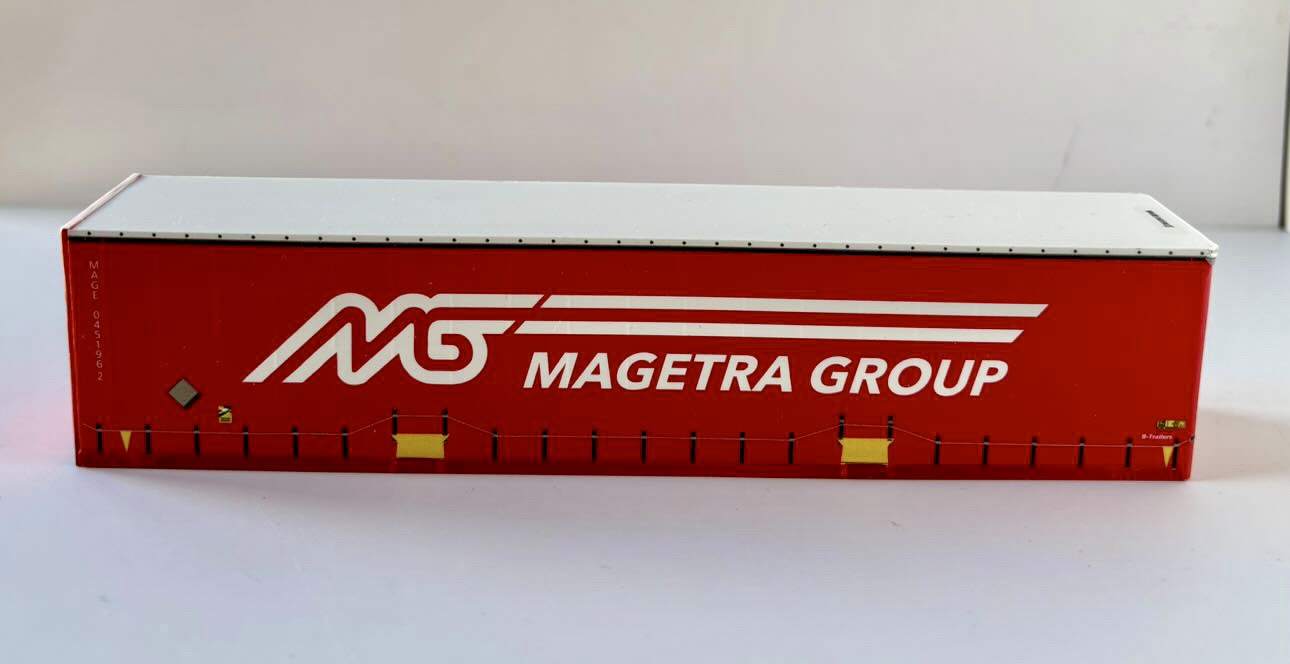 MAGE 0451962
MG
MAGETRA GROUP
B-Trailers